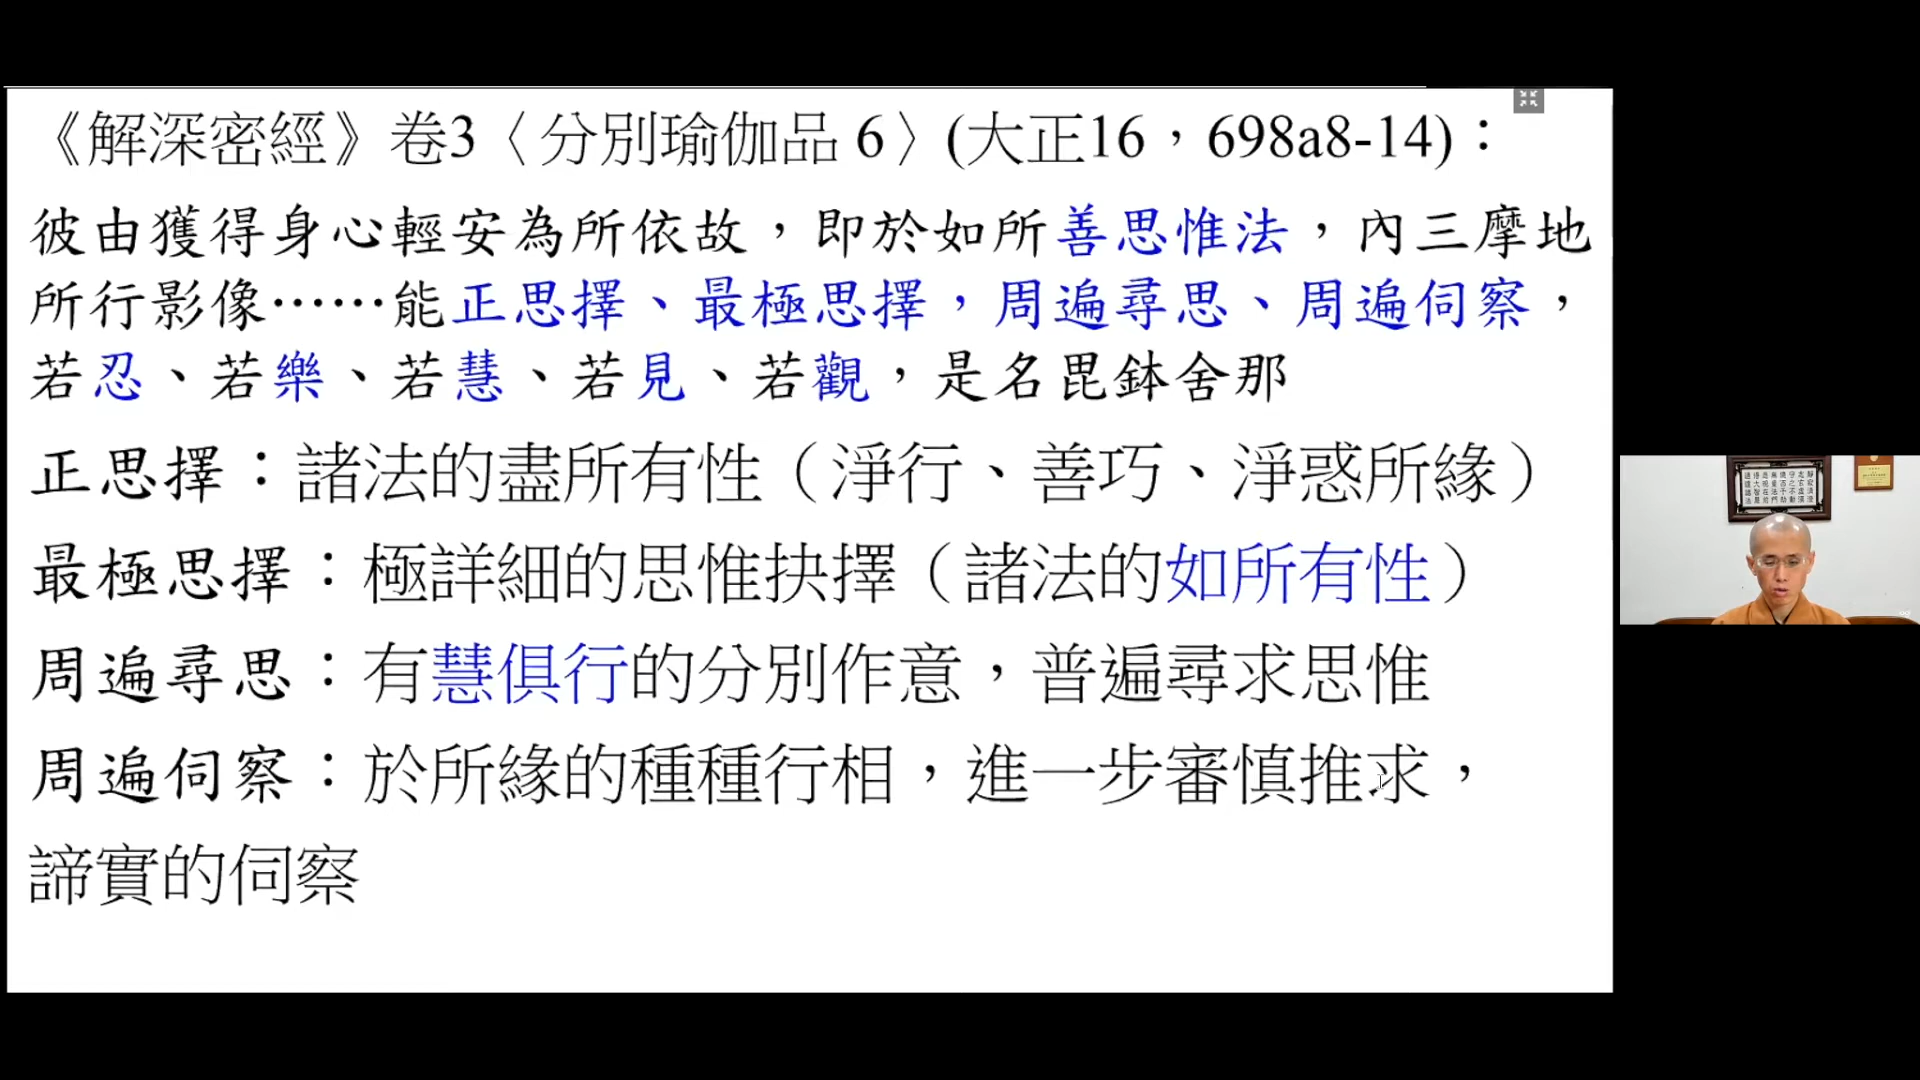 《解深密經》卷3〈分別瑜伽品 6〉(大正16，698a8-14)：
彼由獲得身心輕安為所依故，即於如所善思惟法，內三摩地
所行影像……能正思擇、最極思擇，周遍尋思、周遍伺察，
若忍、若樂、若慧、若見、若觀，是名毘鉢舍那
正思擇：諸法的盡所有性（淨行、善巧、淨惑所緣）
最極思擇：極詳細的思惟抉擇（諸法的如所有性）
周遍尋思：有慧俱行的分別作意，普遍尋求思惟
周遍伺察：於所緣的種種行相，進一步審慎推求，
諦實的伺察